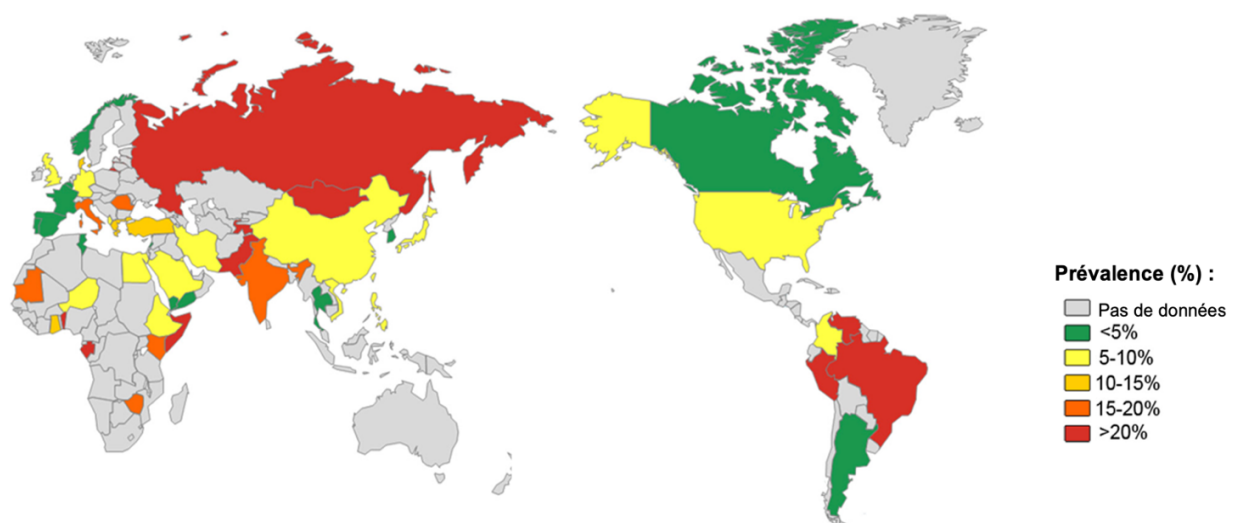 Prévalence (%) :
Pas de données
<5%
5-10%
10-15%
15-20%
>20%